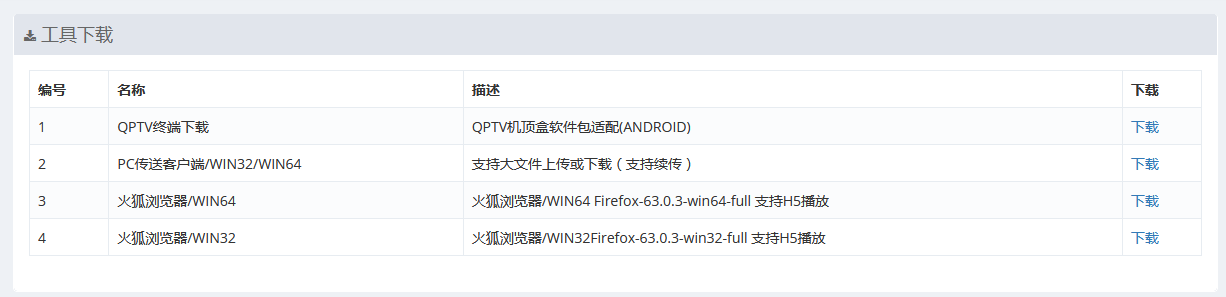 工具下载
编号 名称 描述 下载
1 QPTV终端下载 QPTV机顶盒软件包适配(ANDROID) 下载
2 PC传送客户端/WIN32/WIN64 支持大文件上传或下载（支持续传） 下载
3 火狐浏览器/WIN64 火狐浏览器/WIN64 Firefox-63.0.3-win64-full 支持H5播放 下载
4 火狐浏览器/WIN32 火狐浏览器/WIN32Firefox-63.0.3-win32-full 支持H5播放 下载